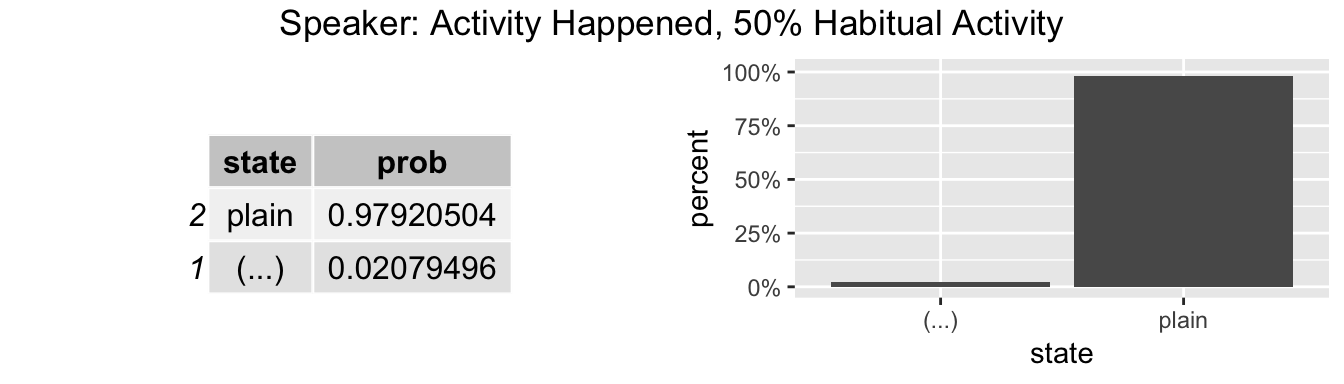 Speaker: Activity Happened, 50% Habitual Activity
state prob
2 plain 0.97920504
1 (...) 0.02079496
percent
100%
75%
50%
25%
0%
(...) plain
state